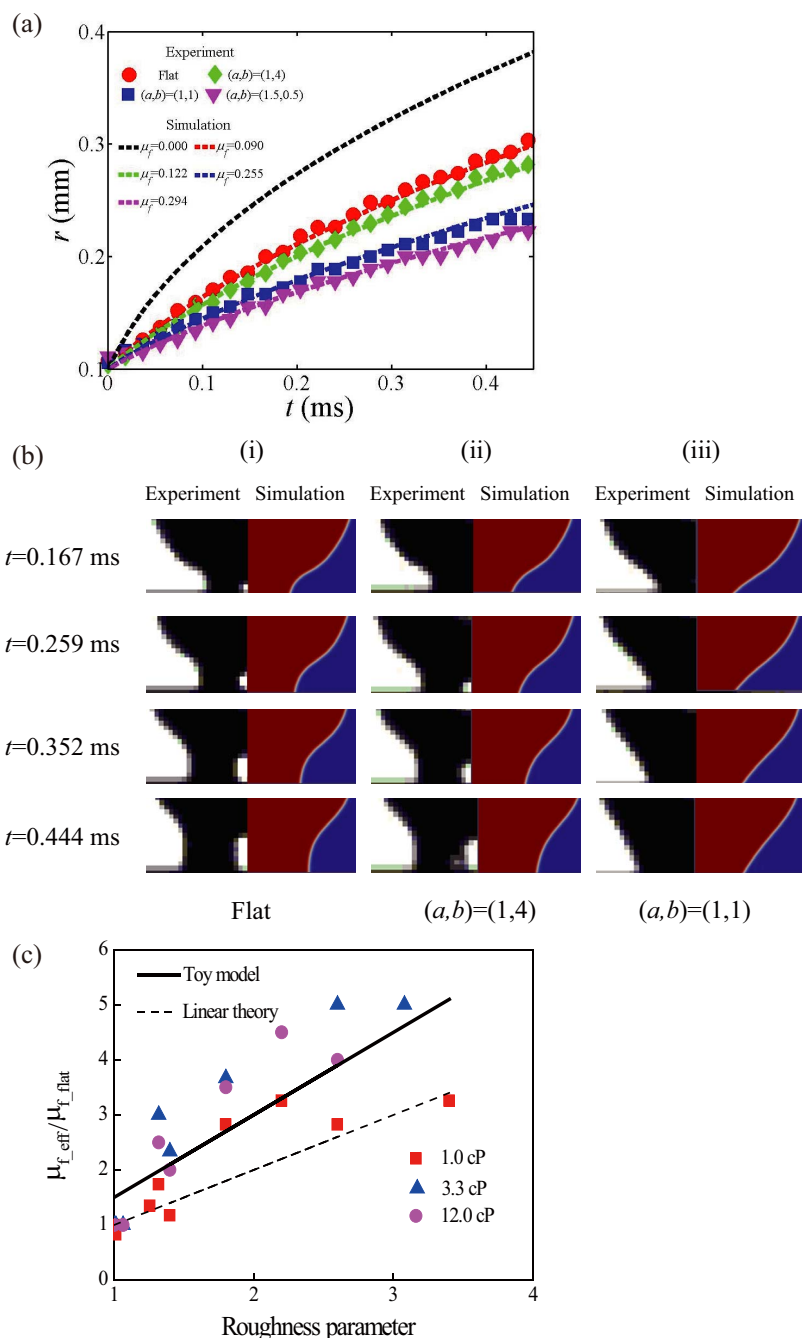 (a)
0.4
0.3
0.2
0.1
r (mm)
Experiment
Flat
(a,b)=(1,4)
(a,b)=(1,1)
(a,b)=(1.5,0.5)
Simulation
μf=0.000
μf=0.090
μf=0.122
μf=0.255
μf=0.294
0 0.1 0.2 0.3 0.4
t (ms)
(b)
(i) (ii) (iii)
Experiment Simulation Experiment Simulation Experiment Simulation
t=0.167 ms
t=0.259 ms
t=0.352 ms
t=0.444 ms
Flat (a,b)=(1,4) (a,b)=(1,1)
(c)
6
5
4
3
2
1
0
μf_eff/μf_flat
Toy model
Linear theory
1.0 cP
3.3 cP
12.0 cP
1 2 3 4
Roughness parameter